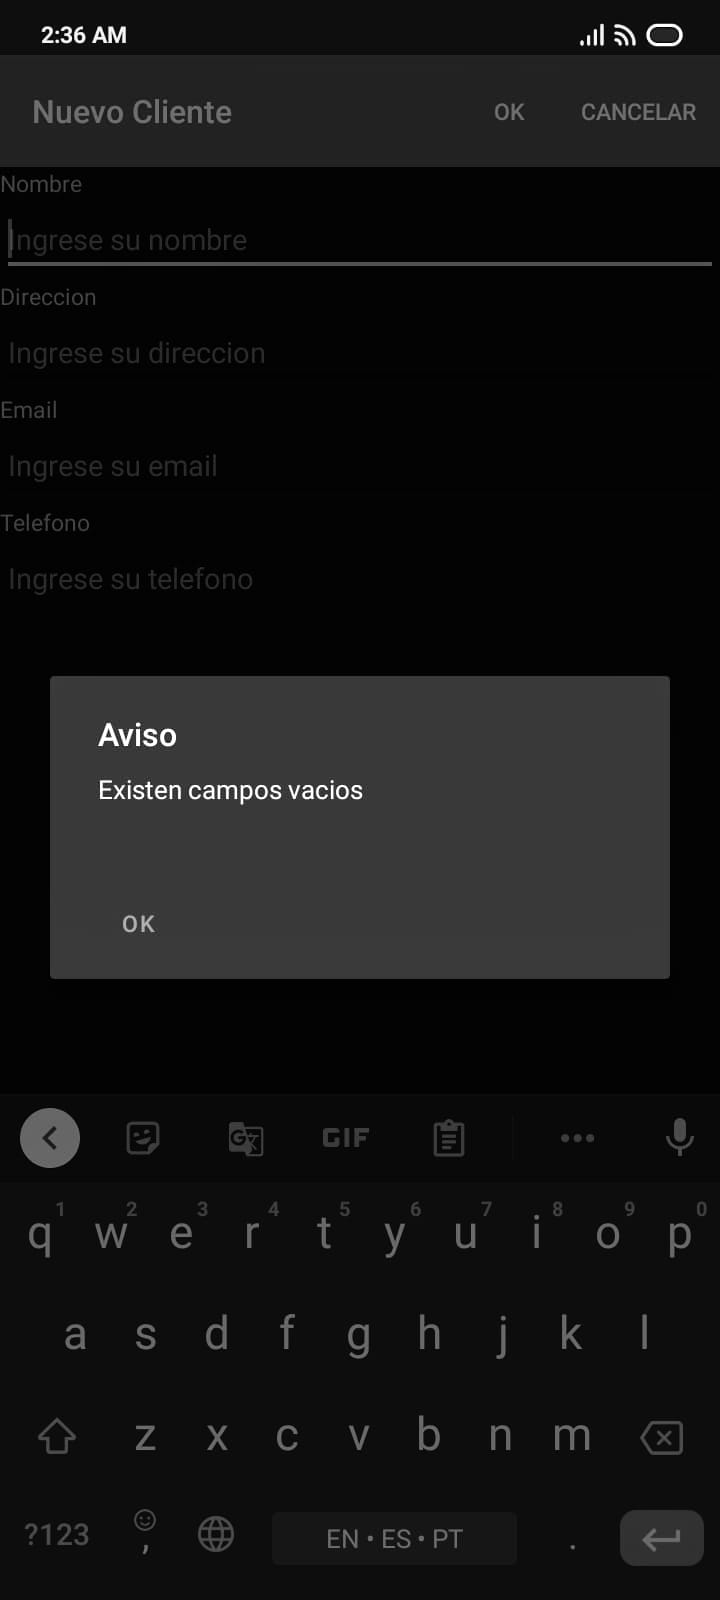 2:36 AM
Nuevo Cliente OK CANCELAR
Nombre
Ingrese su nombre
Direccion
Ingrese su direccion
Email
Ingrese su email
Telefono
Ingrese su telefono
Aviso
Existen campos vacios
OK
GIF
1 2 3 4 5 6 7 8 9 0
q w e r t y u i o p
a s d f g h j k l
z x c v b n m
?123 , EN • ES • PT .